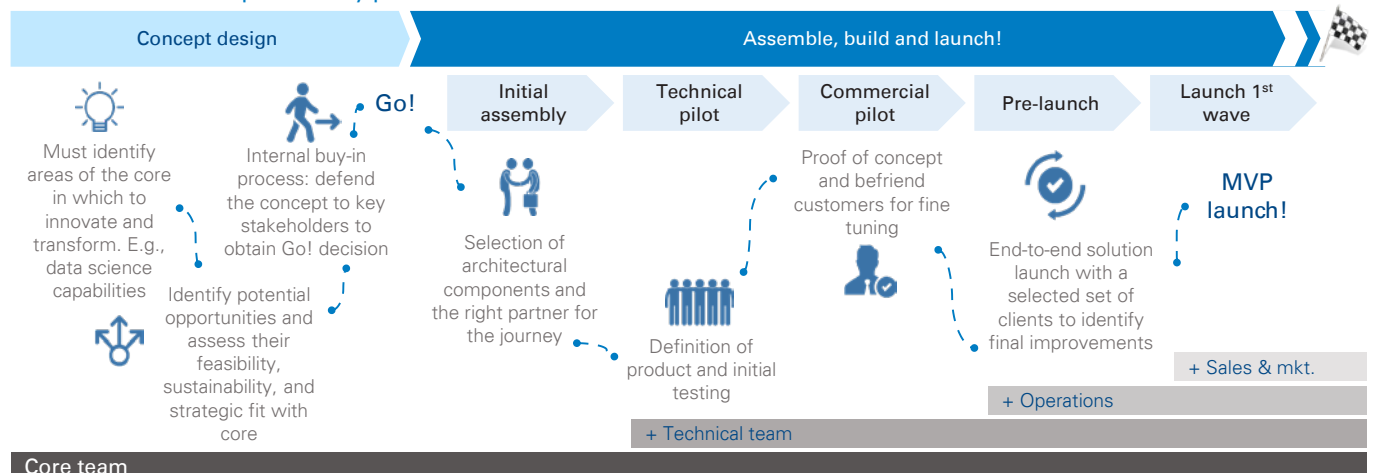 Concept design
Assemble, build and launch!
Must identify
areas of the core
in which to
innovate and
transform. E.g.,
data science
capabilities
Identify potential
opportunities and
assess their
feasibility,
sustainability, and
strategic fit with
core
Internal buy-in
process: defend
the concept to key
stakeholders to
obtain Go! decision
Go!
Initial
assembly
Selection of
architectural
components and
the right partner for
the journey
Technical
pilot
Definition of
product and initial
testing
Commercial
pilot
Proof of concept
and befriend
customers for fine
tuning
Pre-launch
End-to-end solution
launch with a
selected set of
clients to identify
final improvements
Launch 1st
wave
MVP
launch!
+ Sales & mkt.
+ Operations
+ Technical team
Core team